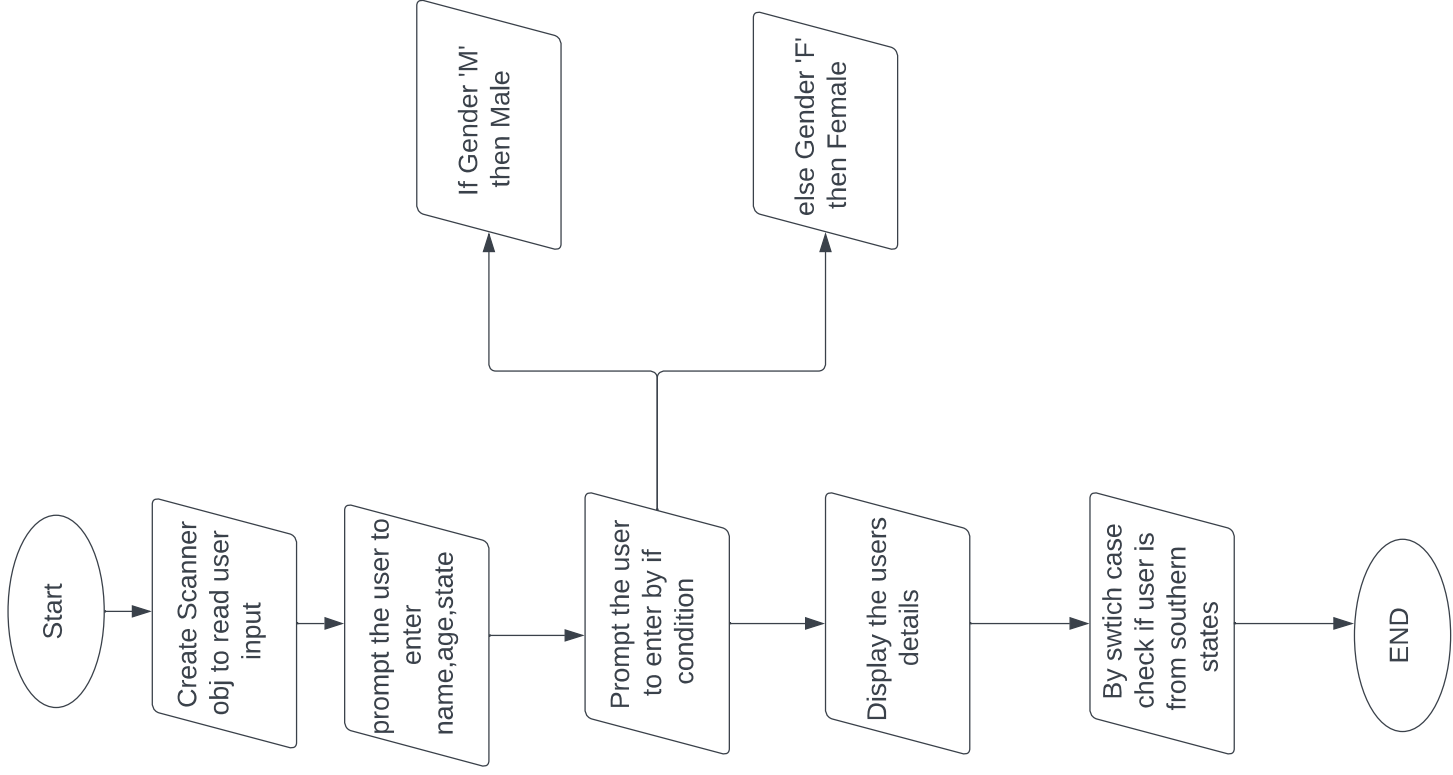 Start
Create Scanner
obj to read user
input
prompt the user to
enter
name,age,state
Prompt the user
to enter by if
condition
If Gender 'M'
then Male
else Gender 'F'
then Female
Display the users
details
By swtich case
check if user is
from southern
states
END